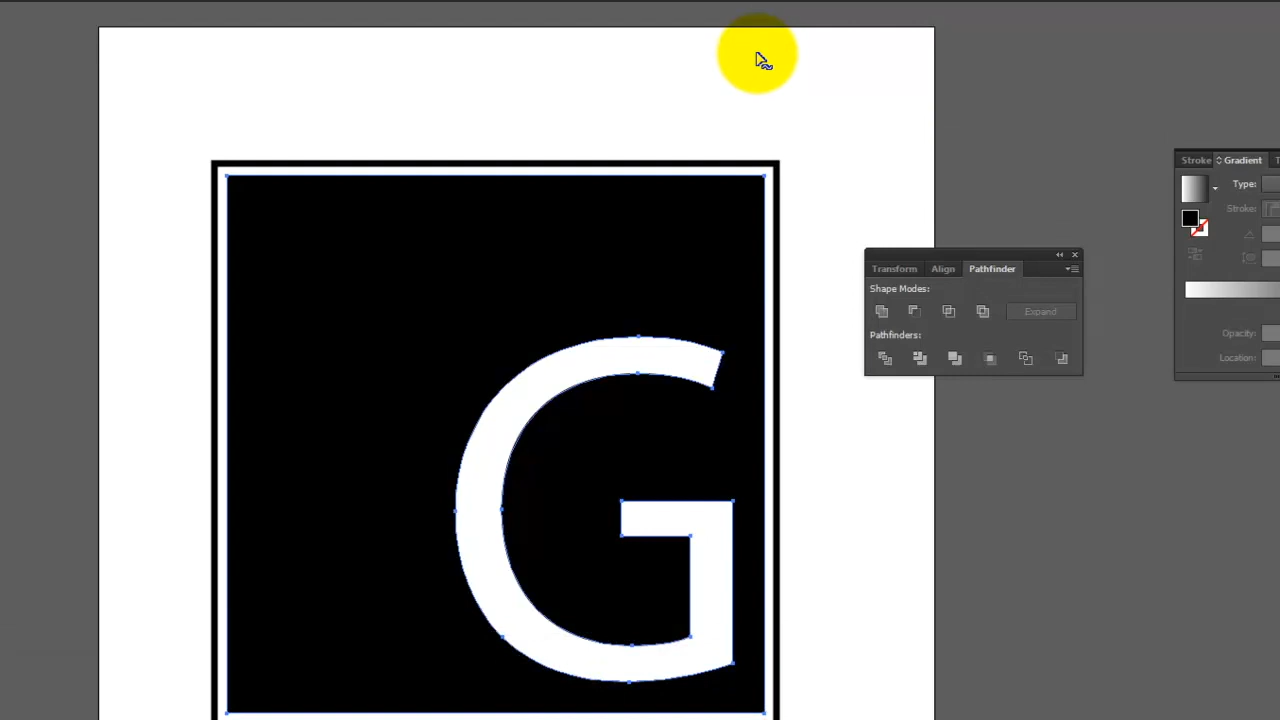 Stroke Gradient T
Type:
Stroke:
Transform Align Pathfinder
Shape Modes:
Expand
Pathfinders:
Opacity:
Location:
G